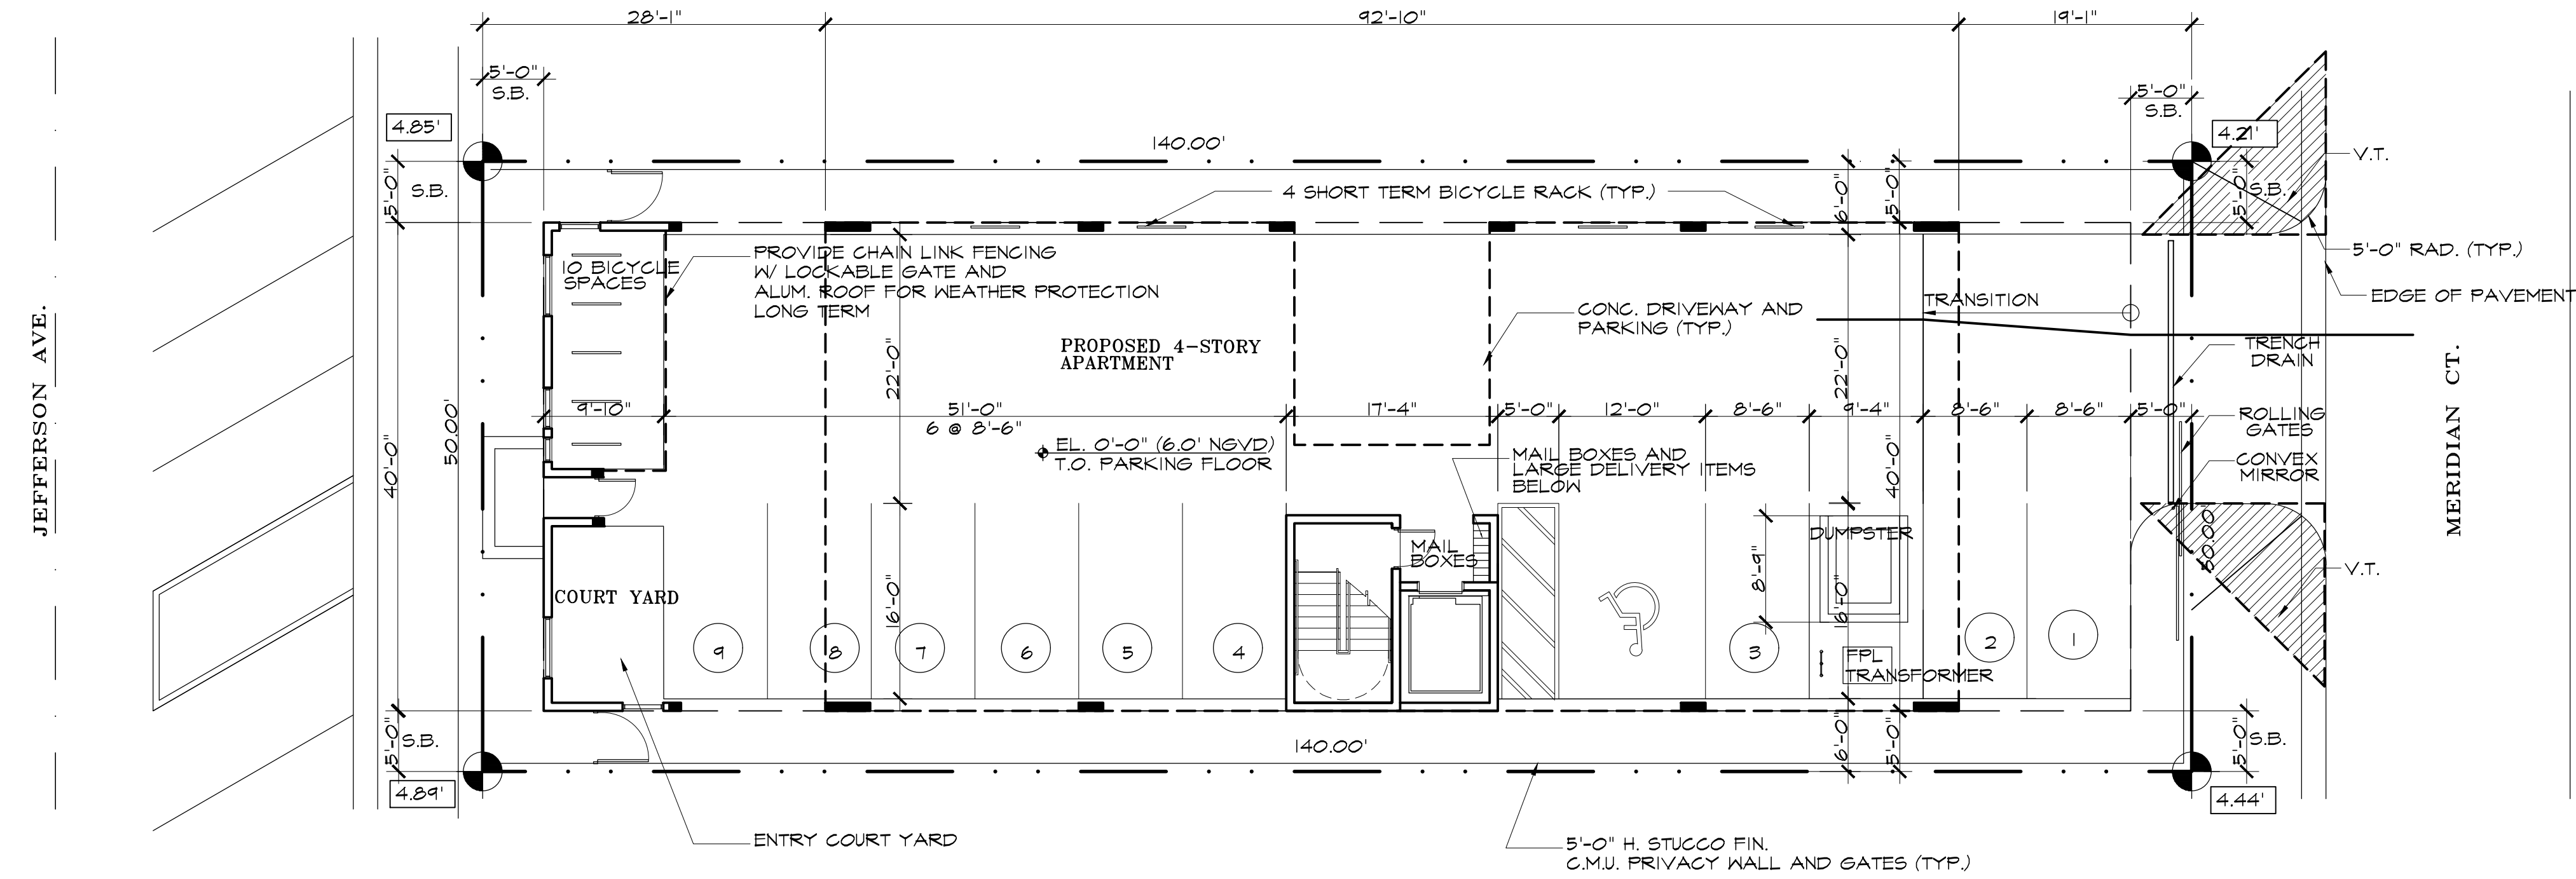 28'-1"
92'-10"
19'-1"
5'-0"
S.B.
5'-0"
S.B.
4.85'
140.00'
4.21'
V.T.
5'-0"
S.B.
4 SHORT TERM BICYCLE RACK (TYP.)
6'-0"
5'-0"
5'-0"
S.B.
5'-0" RAD. (TYP.)
EDGE OF PAVEMENT
10 BICYCLE
SPACES
PROVIDE CHAIN LINK FENCING
W/ LOCKABLE GATE AND
ALUM. ROOF FOR WEATHER PROTECTION
LONG TERM
CONC. DRIVEWAY AND
PARKING (TYP.)
TRANSITION
PROPOSED 4-STORY
APARTMENT
22'-0"
22'-0"
TRENCH
DRAIN
JEFFERSON AVE.
MERIDIAN CT.
40'-0"
50.00'
9'-10"
51'-0"
6 @ 8'-6"
17'-4"
5'-0"
12'-0"
8'-6"
9'-4"
8'-6"
8'-6"
5'-0"
ROLLING
GATES
EL. 0'-0" (6.0' NGVD)
T.O. PARKING FLOOR
MAIL BOXES AND
LARGE DELIVERY ITEMS
BELOW
40'-0"
CONVEX
MIRROR
MAIL
BOXES
DUMPSTER
8'-9"
50.00'
V.T.
COURT YARD
16'-0"
16'-0"
9
8
7
6
5
4
3
2
1
FPL
TRANSFORMER
5'-0"
S.B.
6'-0"
5'-0"
5'-0"
S.B.
140.00'
4.89'
4.44'
ENTRY COURT YARD
5'-0" H. STUCCO FIN.
C.M.U. PRIVACY WALL AND GATES (TYP.)